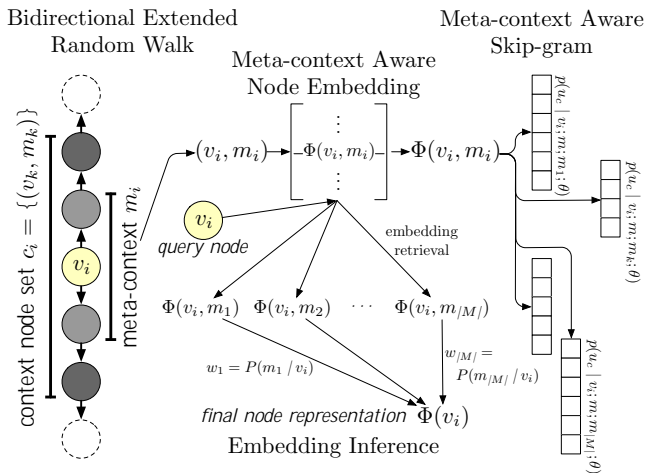 Bidirectional Extended
Random Walk
Meta-context Aware
Node Embedding
Meta-context Aware
Skip-gram
context node set c_i = {(v_k, m_k)}
meta-context m_i
v_i
(v_i, m_i)
⋮
Φ(v_i, m_i)
⋮
Φ(v_i, m_i)
p(u_c | v_i; m; m_1; θ)
p(u_c | v_i; m; m_k; θ)
p(u_c | v_i; m; m_|M|; θ)
v_i
query node
embedding
retrieval
Φ(v_i, m_1) Φ(v_i, m_2) ··· Φ(v_i, m_|M|)
w_1 = P(m_1 | v_i)
w_|M| =
P(m_|M| | v_i)
final node representation Φ(v_i)
Embedding Inference